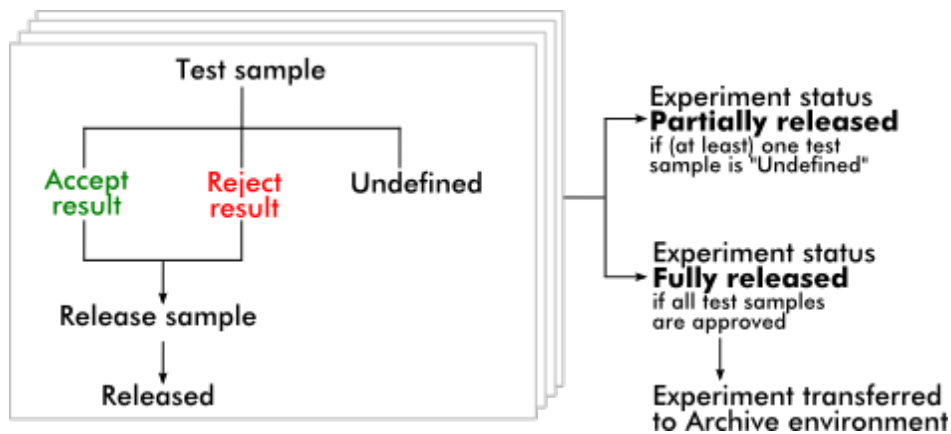 Test sample
Accept
result
Reject
result
Undefined
Release sample
Released
Experiment status
Partially released
if (at least) one test
sample is "Undefined"
Experiment status
Fully released
if all test samples
are approved
Experiment transferred
to Archive environment